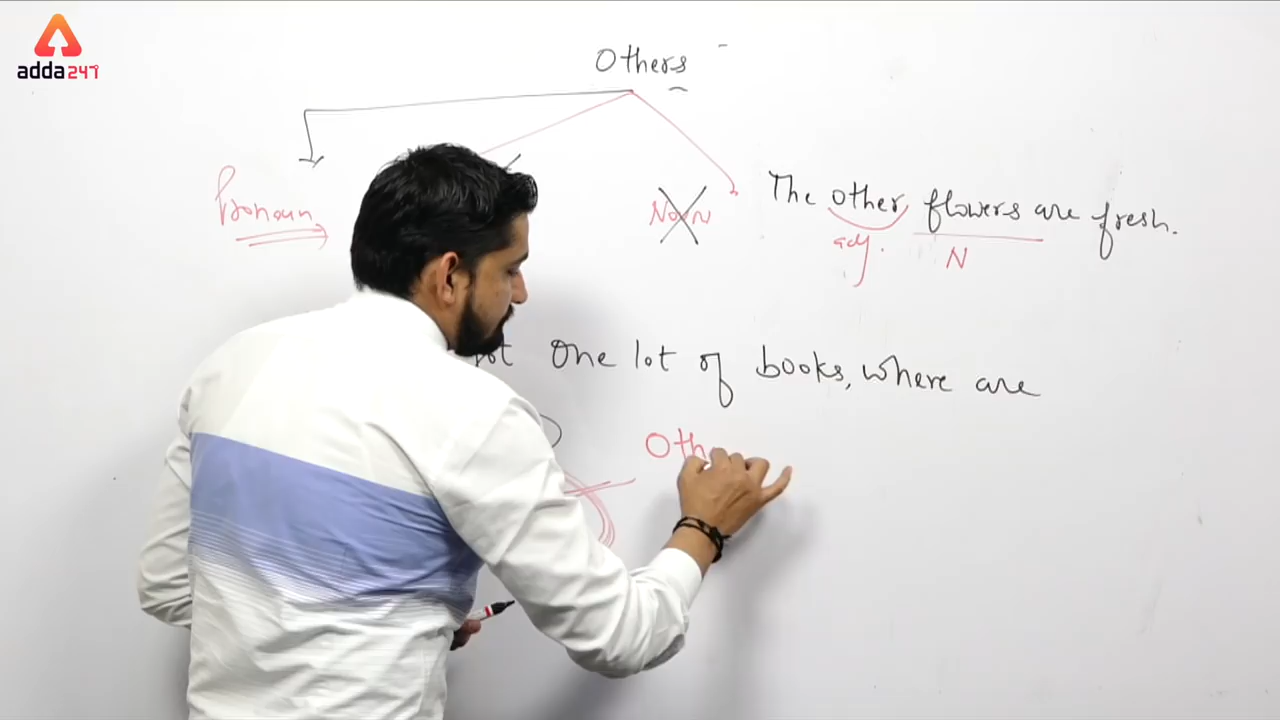 adda247
Others
Pronoun
Noun
The other flowers are fresh.
adj.
N
One lot of books, where are
Oth